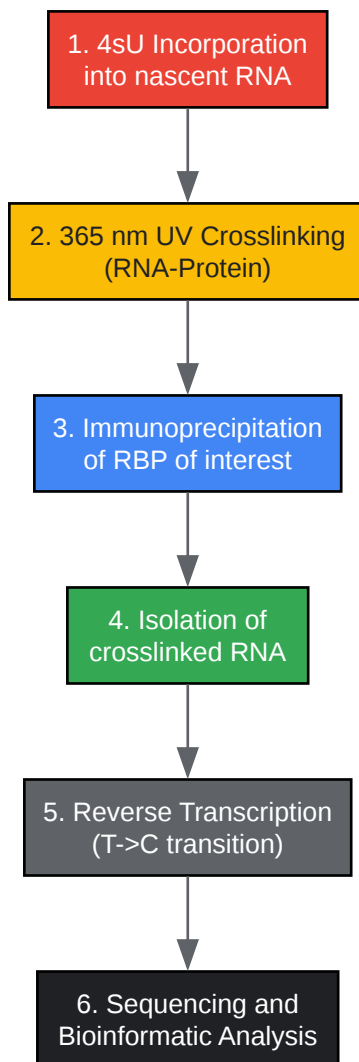 1. 4sU Incorporation
into nascent RNA
2. 365 nm UV Crosslinking
(RNA-Protein)
3. Immunoprecipitation
of RBP of interest
4. Isolation of
crosslinked RNA
5. Reverse Transcription
(T->C transition)
6. Sequencing and
Bioinformatic Analysis